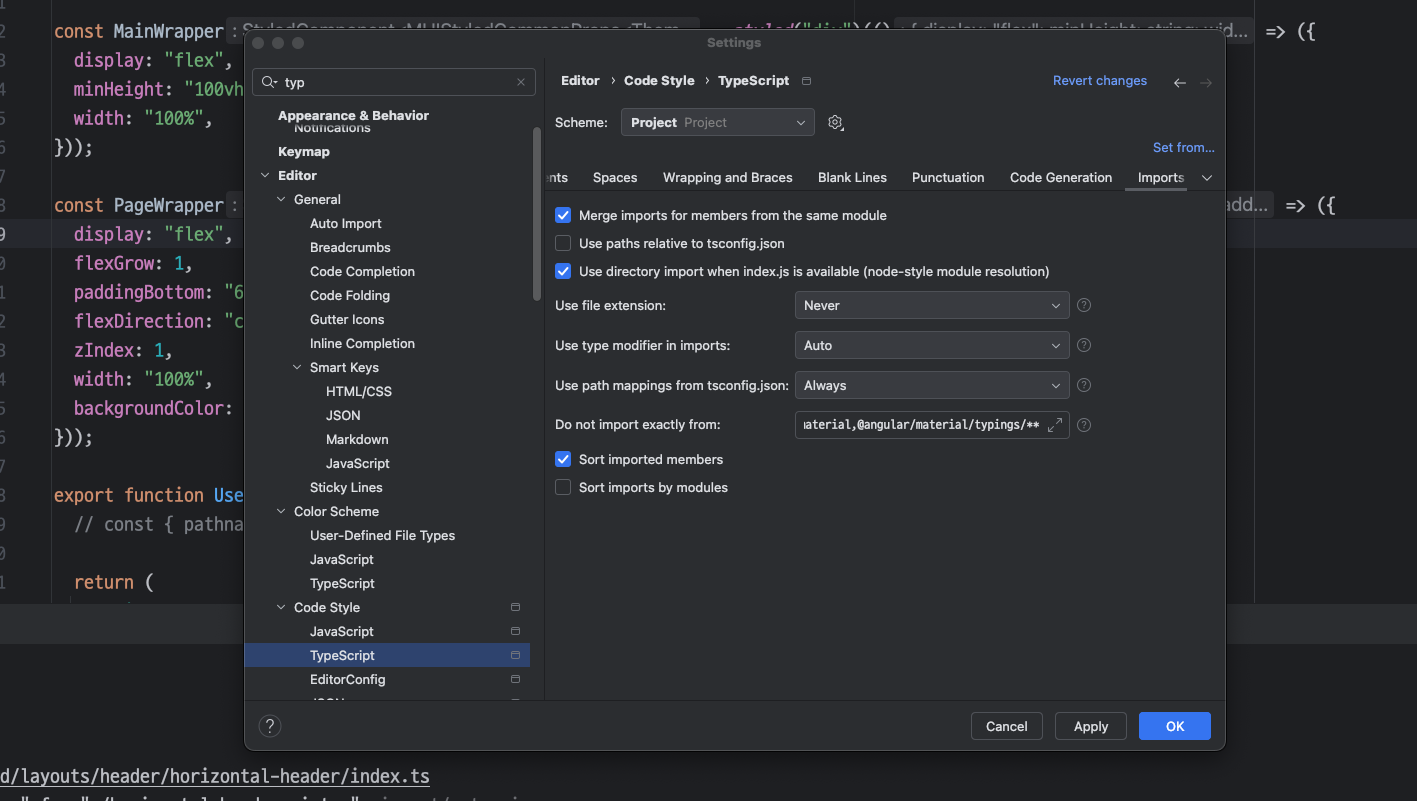 const MainWrapper
display: "flex",
minHeight: "100vh
width: "100%",
}));
const PageWrapper :
display: "flex",
flexGrow: 1,
paddingBottom: "6
flexDirection: "c
zIndex: 1,
width: "100%",
backgroundColor:
}));
export function Use
// const { pathna
return (
=> ({
add... => ({
Settings
typ
Appearance & Behavior
Notifications
Keymap
Editor
General
Auto Import
Breadcrumbs
Code Completion
Code Folding
Gutter Icons
Inline Completion
Smart Keys
HTML/CSS
JSON
Markdown
JavaScript
Sticky Lines
Color Scheme
User-Defined File Types
JavaScript
TypeScript
Code Style
JavaScript
TypeScript
EditorConfig
Editor › Code Style › TypeScript
Revert changes
Scheme: Project Project
Set from...
nts Spaces Wrapping and Braces Blank Lines Punctuation Code Generation Imports
Merge imports for members from the same module
Use paths relative to tsconfig.json
Use directory import when index.js is available (node-style module resolution)
Use file extension: Never
Use type modifier in imports: Auto
Use path mappings from tsconfig.json: Always
Do not import exactly from: aterial,@angular/material/typings/**
Sort imported members
Sort imports by modules
? Cancel Apply OK
d/layouts/header/horizontal-header/index.ts